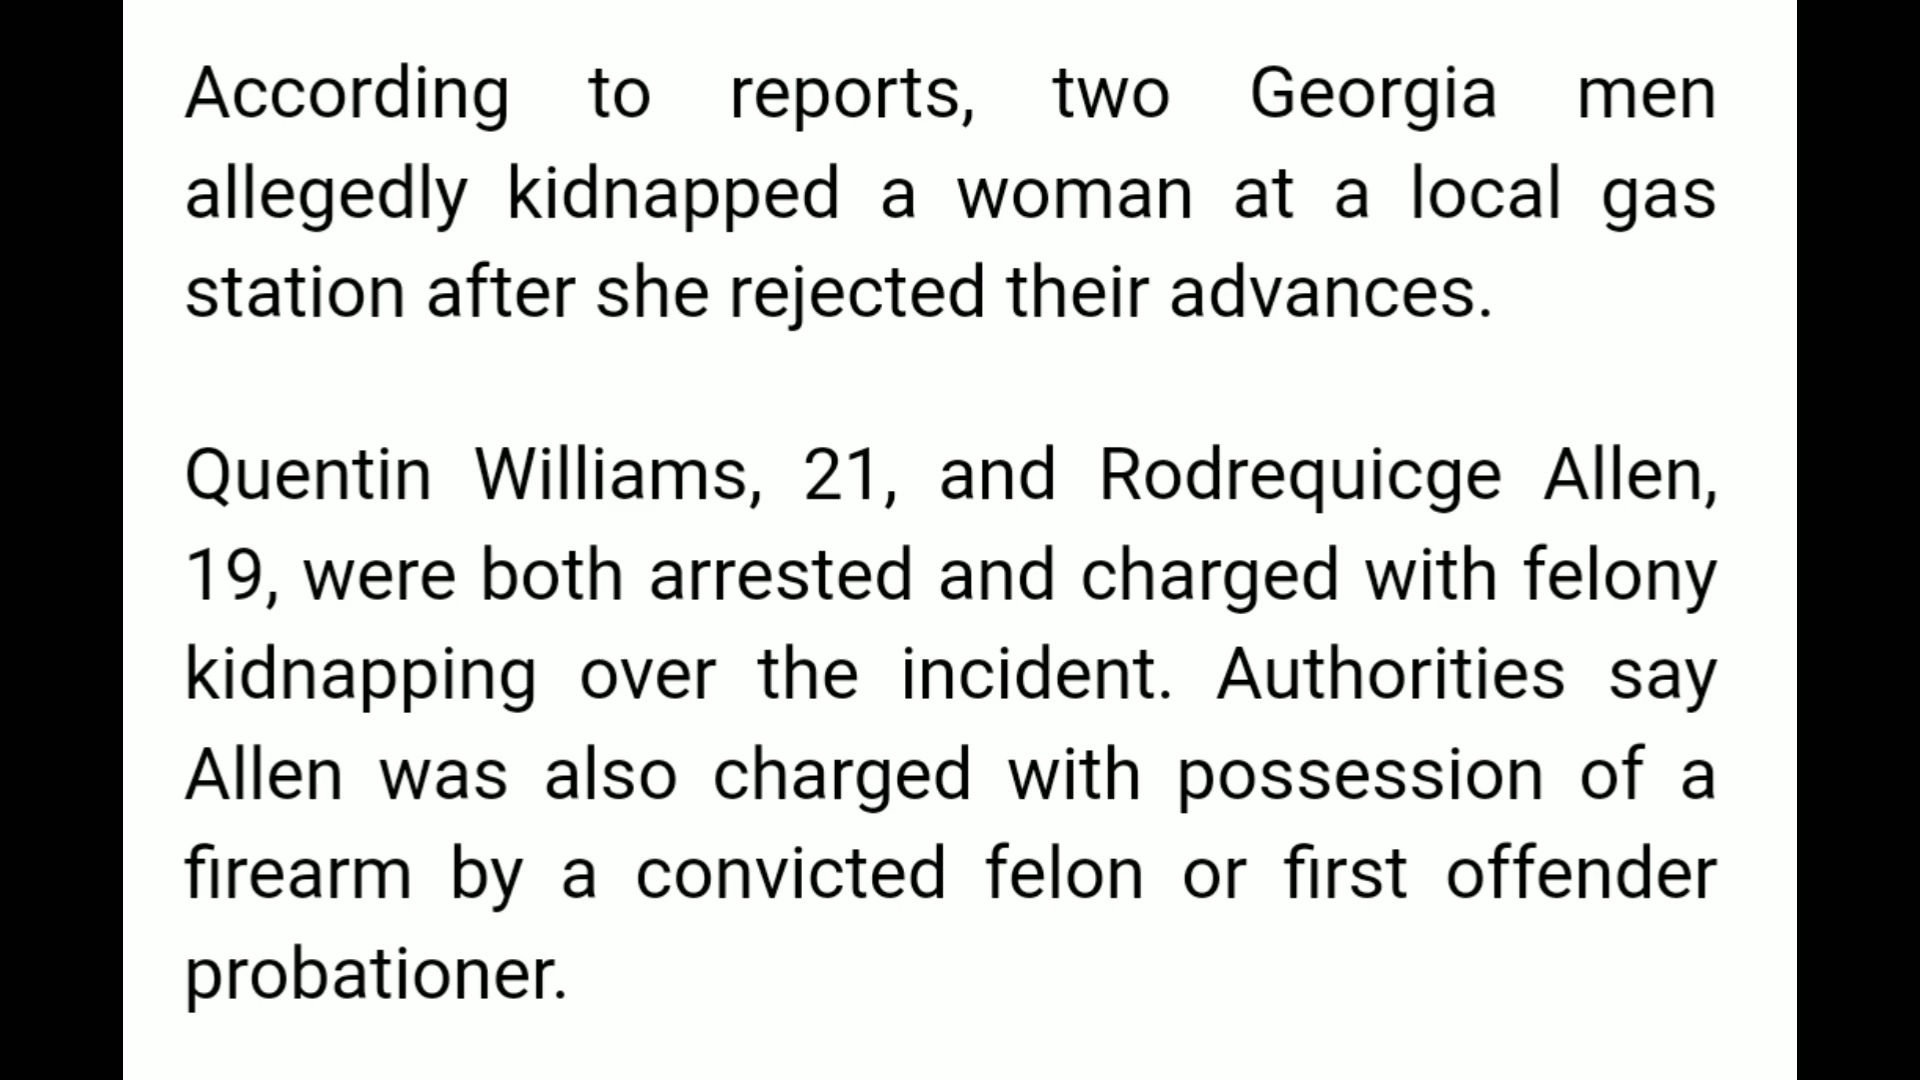 According to reports, two Georgia men
allegedly kidnapped a woman at a local gas
station after she rejected their advances.
Quentin Williams, 21, and Rodrequicge Allen,
19, were both arrested and charged with felony
kidnapping over the incident. Authorities say
Allen was also charged with possession of a
firearm by a convicted felon or first offender
probationer.